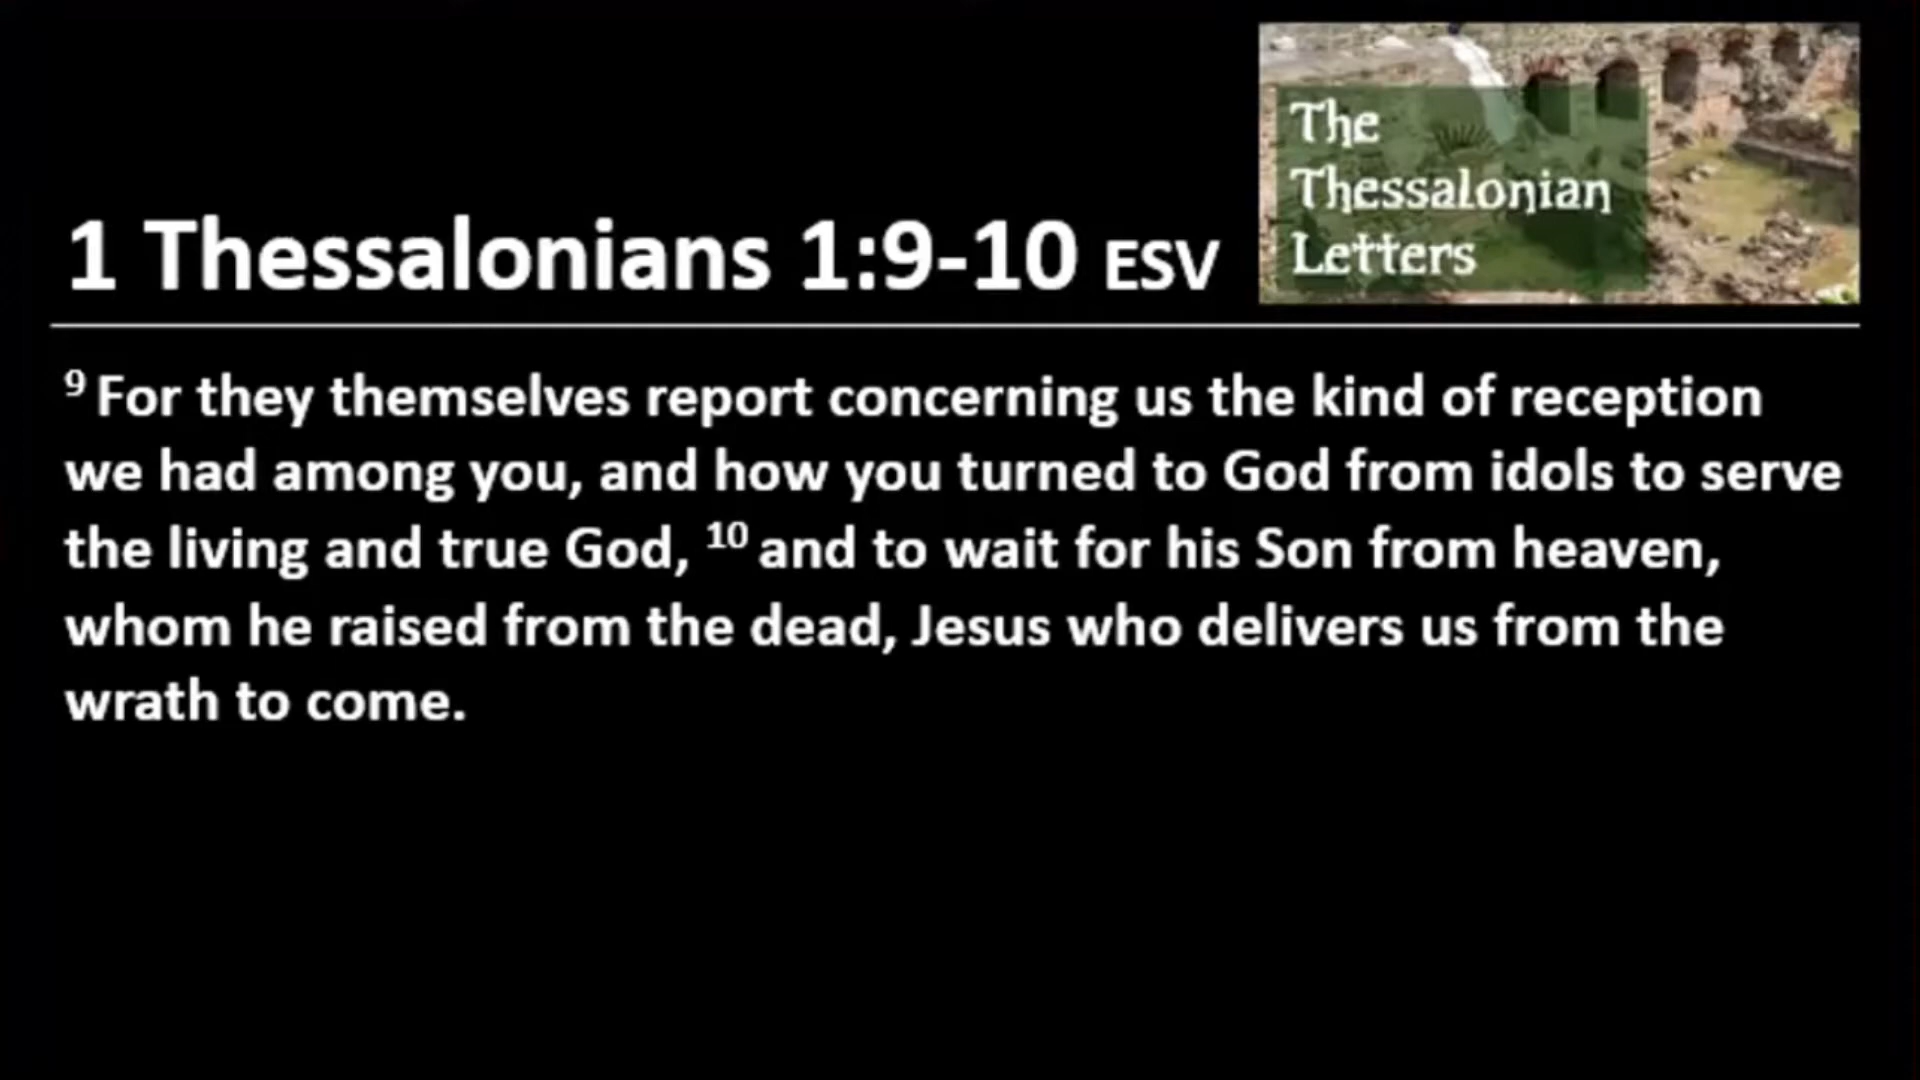 The
Thessalonian
Letters
1 Thessalonians 1:9-10 ESV
9 For they themselves report concerning us the kind of reception
we had among you, and how you turned to God from idols to serve
the living and true God, 10 and to wait for his Son from heaven,
whom he raised from the dead, Jesus who delivers us from the
wrath to come.